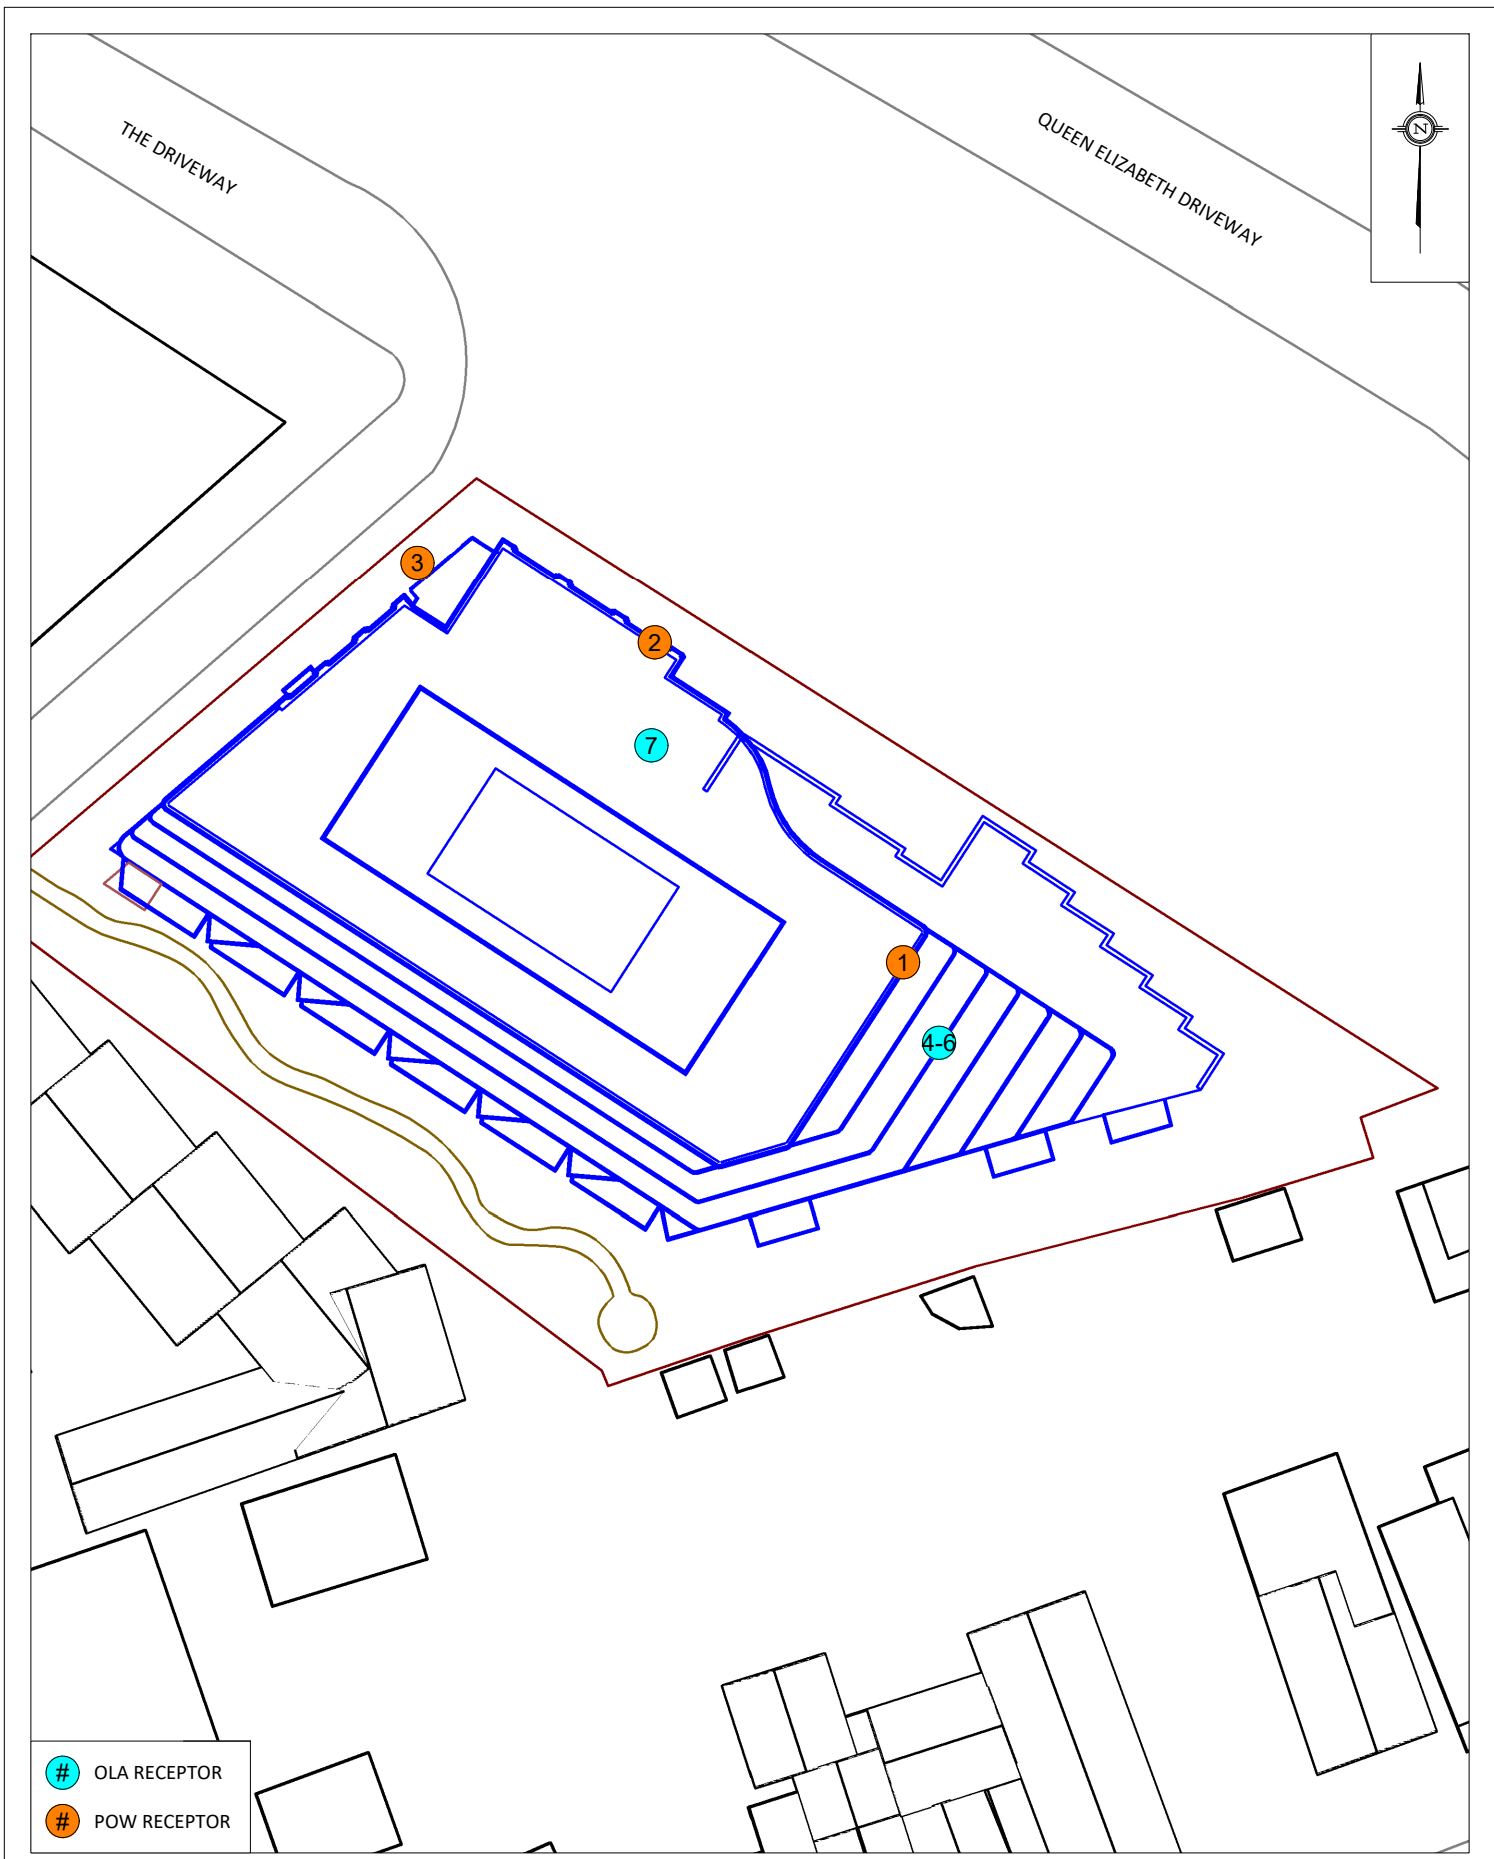 THE DRIVEWAY
QUEEN ELIZABETH DRIVEWAY
N
3
2
7
1
4-6
# OLA RECEPTOR
# POW RECEPTOR